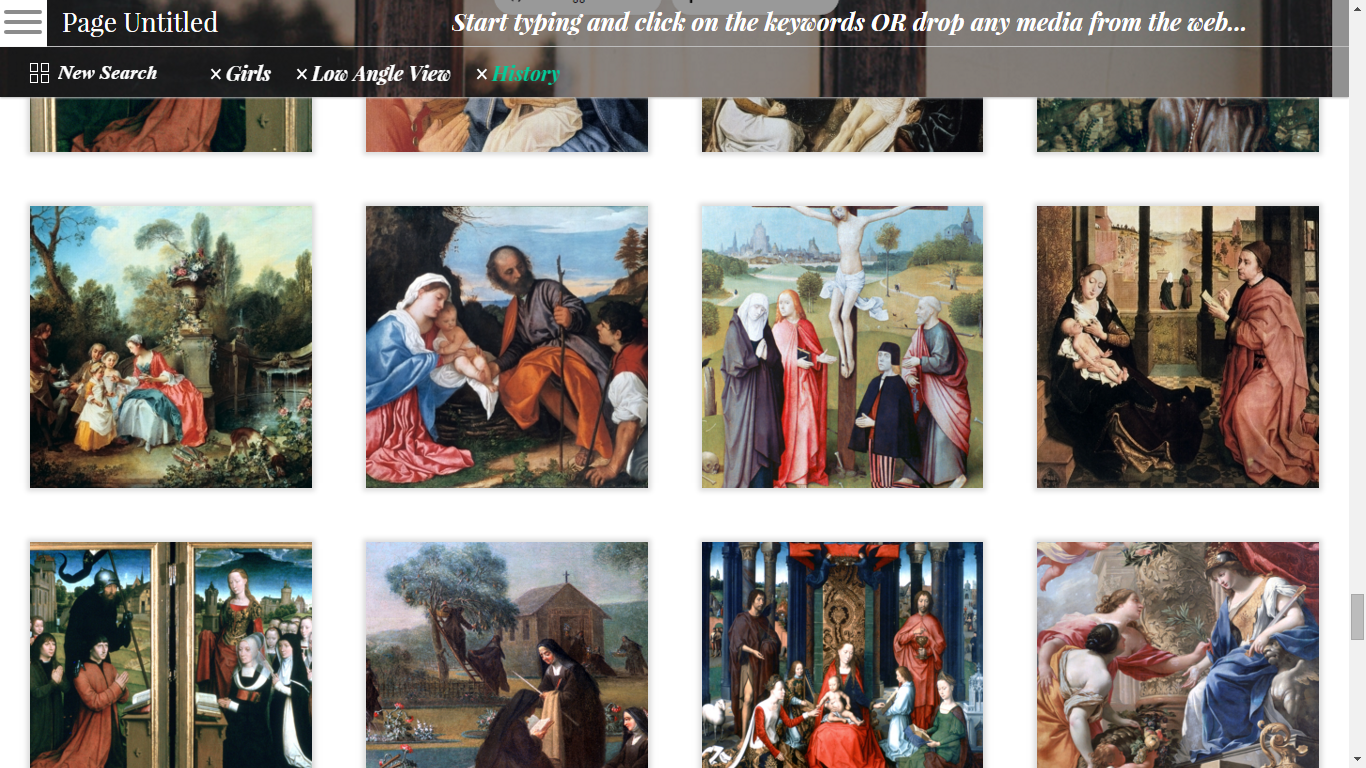 Page Untitled
Start typing and click on the keywords OR drop any media from the web...
New Search
× Girls
× Low Angle View
× History